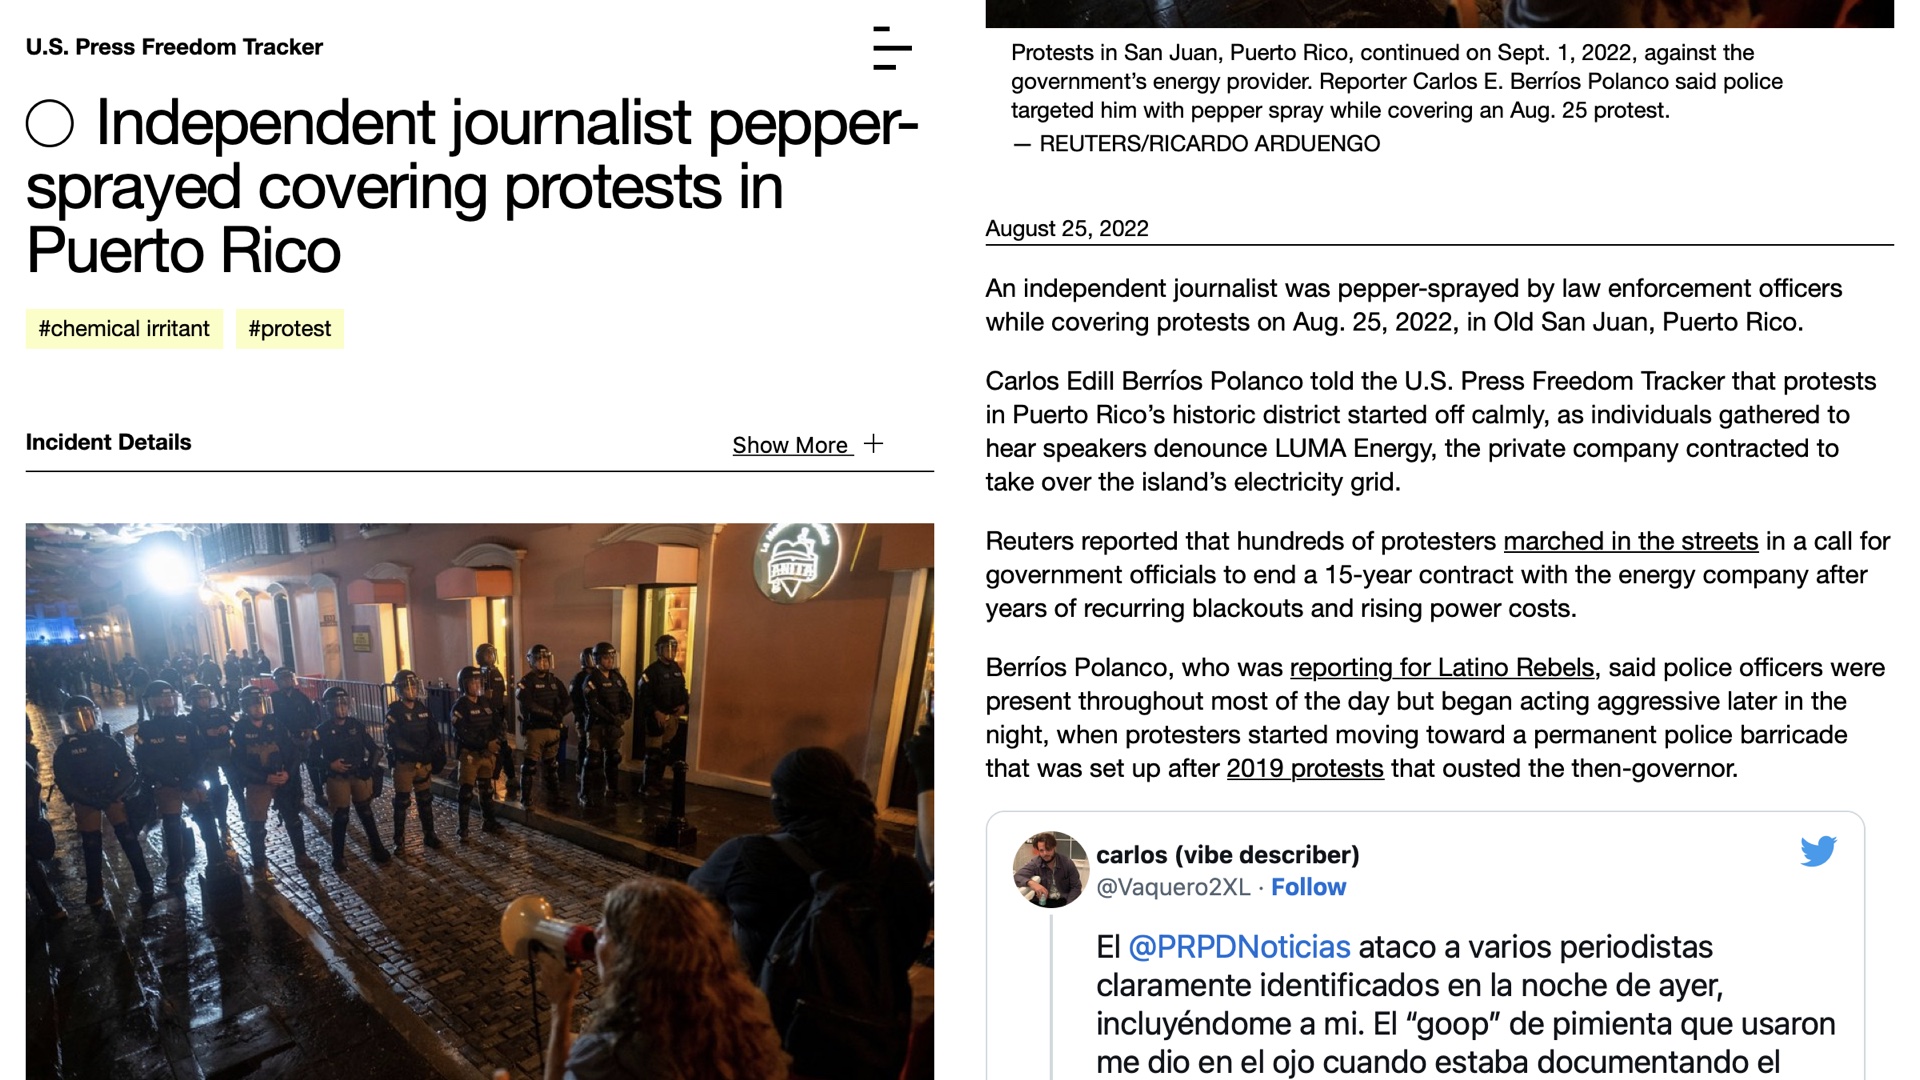 U.S. Press Freedom Tracker
Independent journalist pepper-
sprayed covering protests in
Puerto Rico
#chemical irritant #protest
Incident Details Show More +
ANITA
Protests in San Juan, Puerto Rico, continued on Sept. 1, 2022, against the
government’s energy provider. Reporter Carlos E. Berríos Polanco said police
targeted him with pepper spray while covering an Aug. 25 protest.
— REUTERS/RICARDO ARDUENGO
August 25, 2022
An independent journalist was pepper-sprayed by law enforcement officers
while covering protests on Aug. 25, 2022, in Old San Juan, Puerto Rico.
Carlos Edill Berríos Polanco told the U.S. Press Freedom Tracker that protests
in Puerto Rico’s historic district started off calmly, as individuals gathered to
hear speakers denounce LUMA Energy, the private company contracted to
take over the island’s electricity grid.
Reuters reported that hundreds of protesters marched in the streets in a call for
government officials to end a 15-year contract with the energy company after
years of recurring blackouts and rising power costs.
Berríos Polanco, who was reporting for Latino Rebels, said police officers were
present throughout most of the day but began acting aggressive later in the
night, when protesters started moving toward a permanent police barricade
that was set up after 2019 protests that ousted the then-governor.
carlos (vibe describer)
@Vaquero2XL · Follow
El @PRPDNoticias ataco a varios periodistas
claramente identificados en la noche de ayer,
incluyéndome a mi. El “goop” de pimienta que usaron
me dio en el ojo cuando estaba documentando el